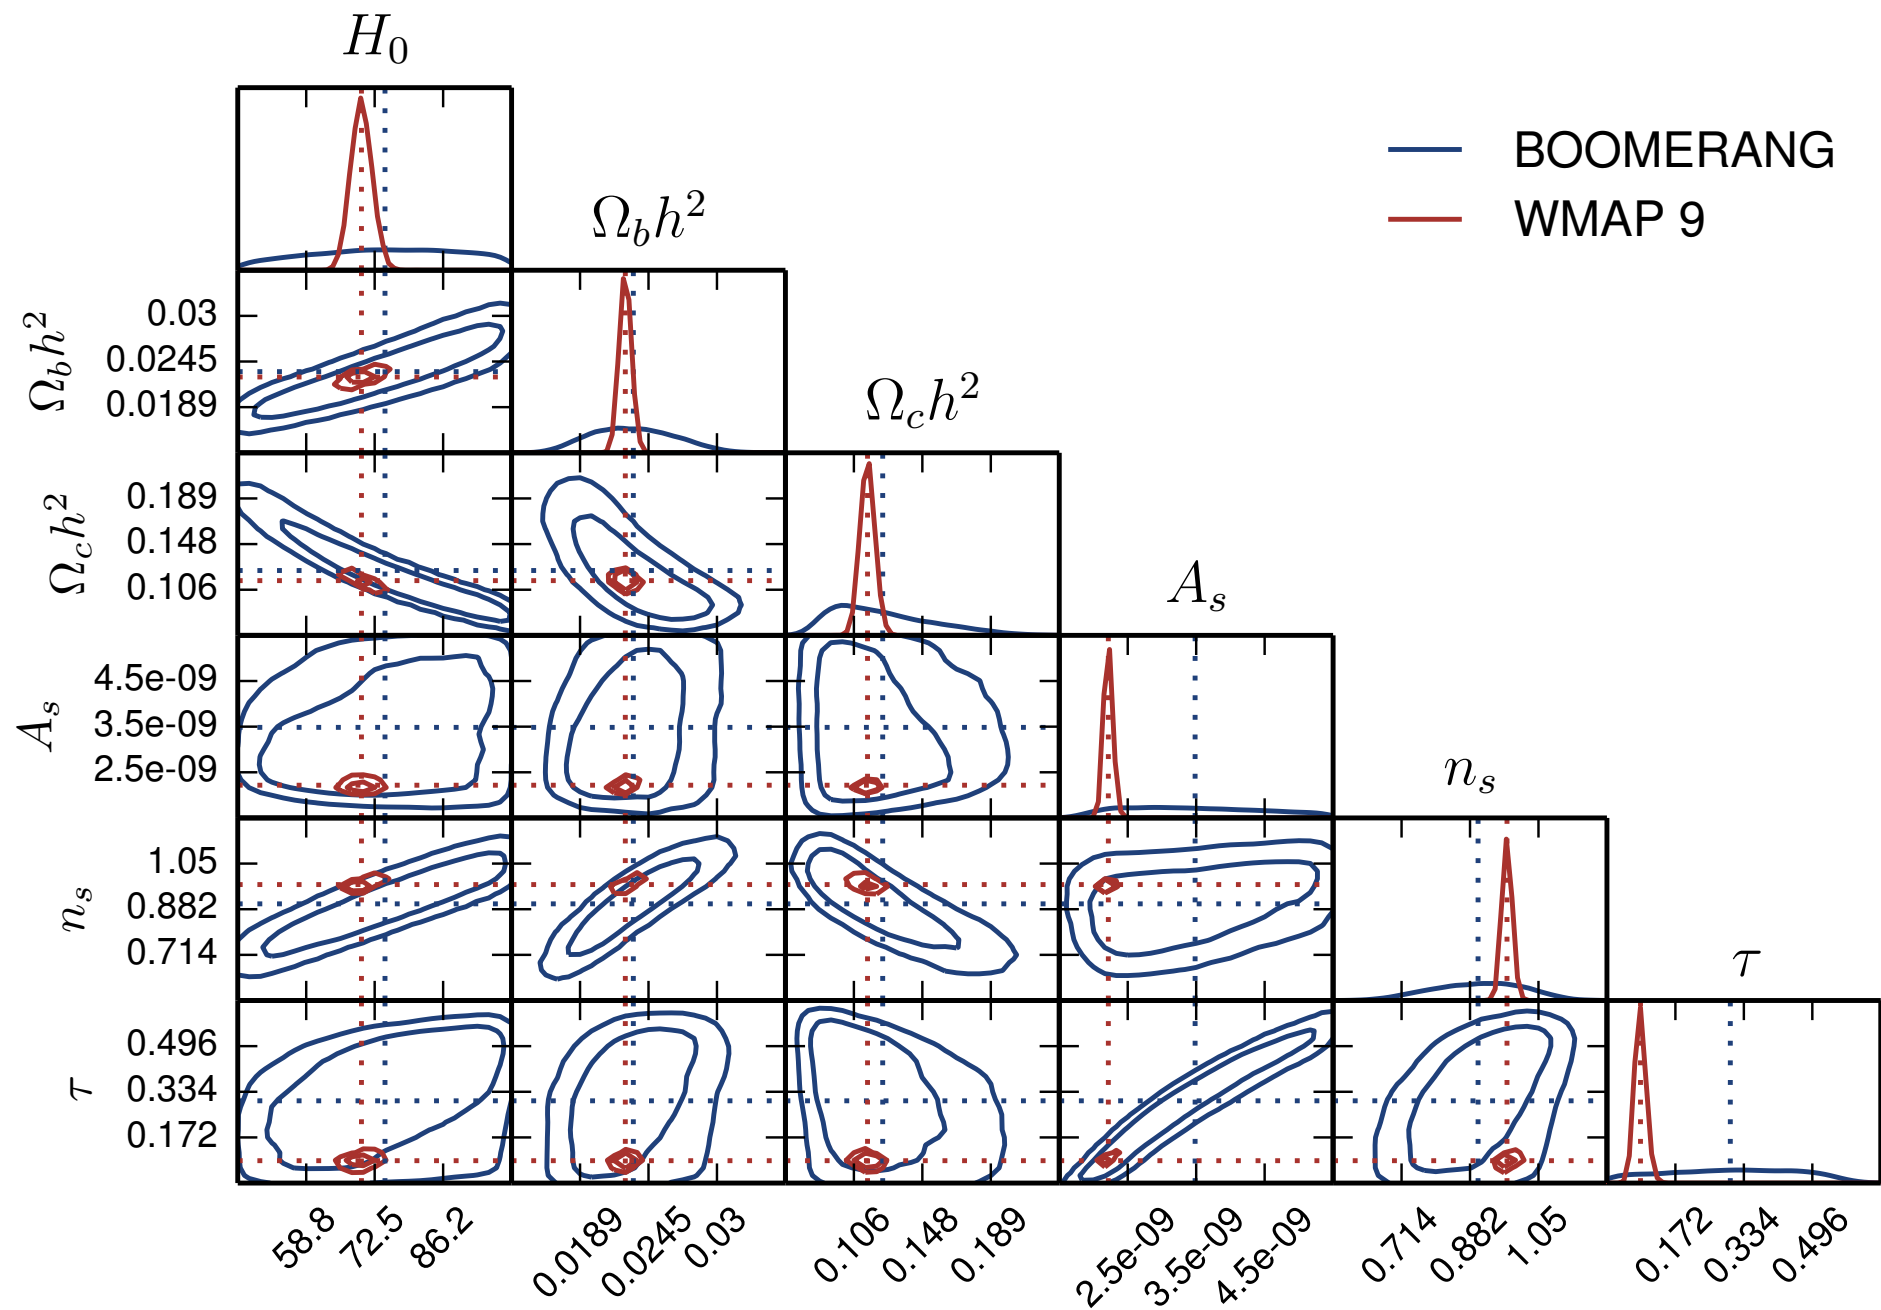 H₀
BOOMERANG
WMAP 9
Ω_b h²
Ω_b h²
0.03
0.0245
0.0189
Ω_c h²
Ω_c h²
0.189
0.148
0.106
A_s
A_s
4.5e-09
3.5e-09
2.5e-09
n_s
n_s
1.05
0.882
0.714
τ
τ
0.496
0.334
0.172
58.8 72.5 86.2 0.0189 0.0245 0.03 0.106 0.148 0.189 2.5e-09 3.5e-09 4.5e-09 0.714 0.882 1.05 0.172 0.334 0.496